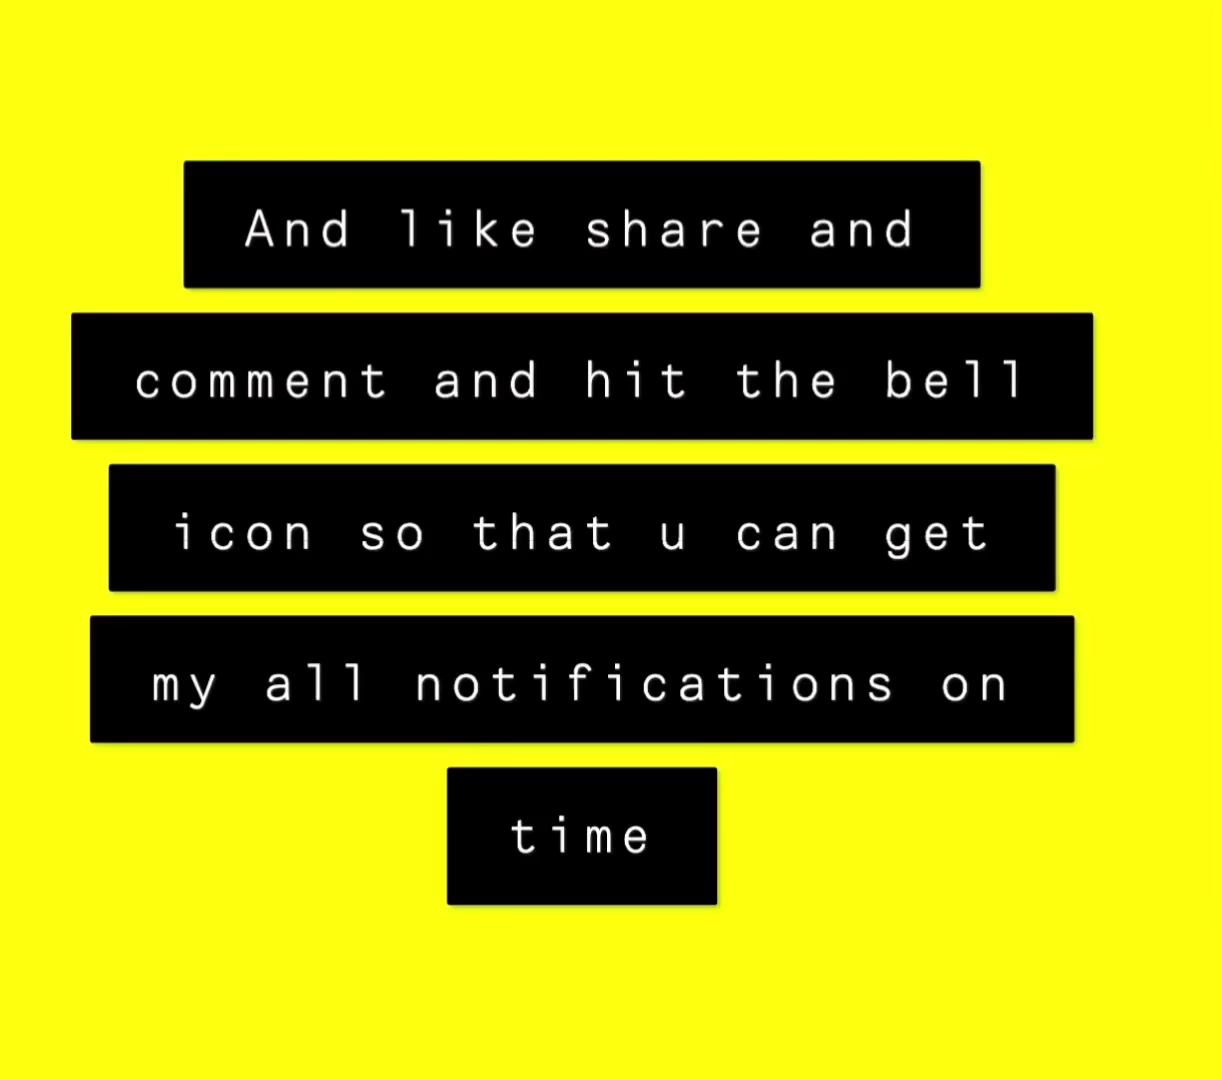 And like share and
comment and hit the bell
icon so that u can get
my all notifications on
time